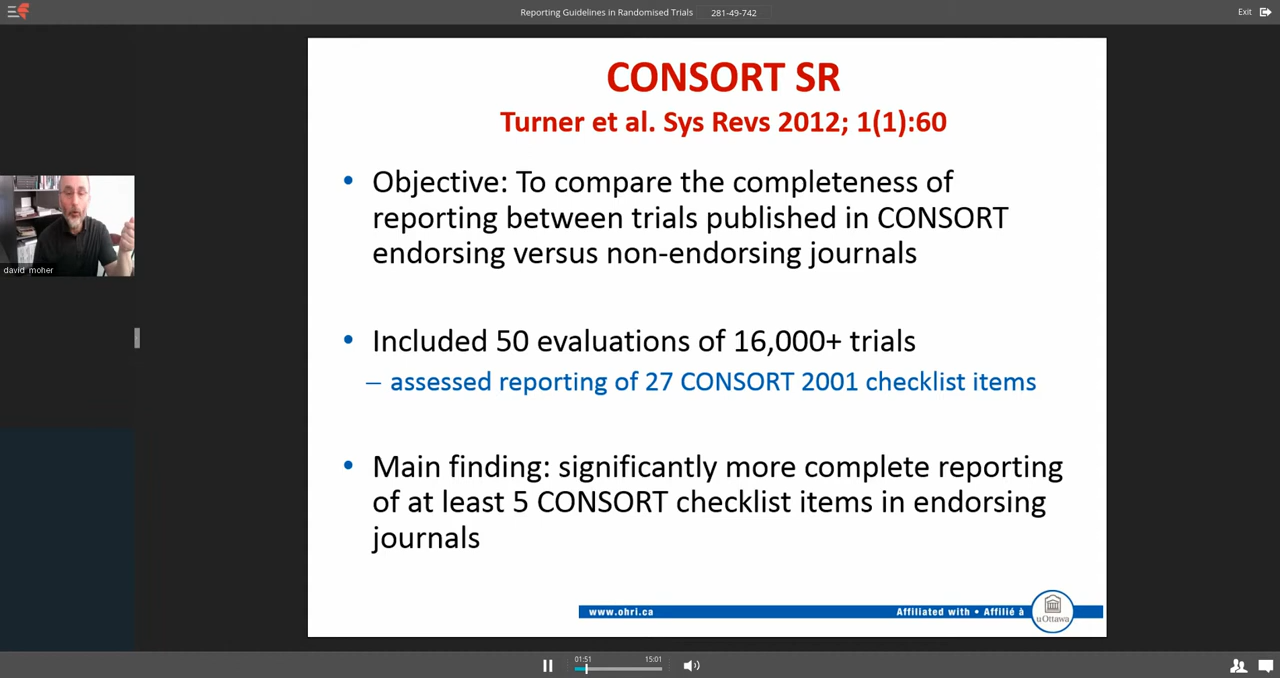 Reporting Guidelines in Randomised Trials 281-49-742
Exit
CONSORT SR
Turner et al. Sys Revs 2012; 1(1):60
• Objective: To compare the completeness of
reporting between trials published in CONSORT
endorsing versus non-endorsing journals
• Included 50 evaluations of 16,000+ trials
– assessed reporting of 27 CONSORT 2001 checklist items
• Main finding: significantly more complete reporting
of at least 5 CONSORT checklist items in endorsing
journals
david moher
www.ohri.ca
Affiliated with • Affilié à
uOttawa
01:51
15:01